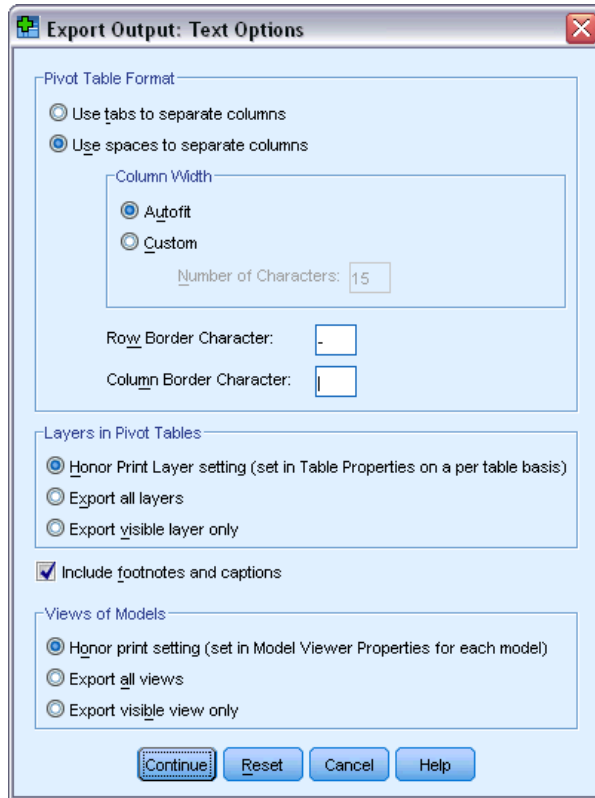 Export Output: Text Options
Pivot Table Format
Use tabs to separate columns
Use spaces to separate columns
Column Width
Autofit
Custom
Number of Characters: 15
Row Border Character: -
Column Border Character: |
Layers in Pivot Tables
Honor Print Layer setting (set in Table Properties on a per table basis)
Export all layers
Export visible layer only
Include footnotes and captions
Views of Models
Honor print setting (set in Model Viewer Properties for each model)
Export all views
Export visible view only
Continue Reset Cancel Help